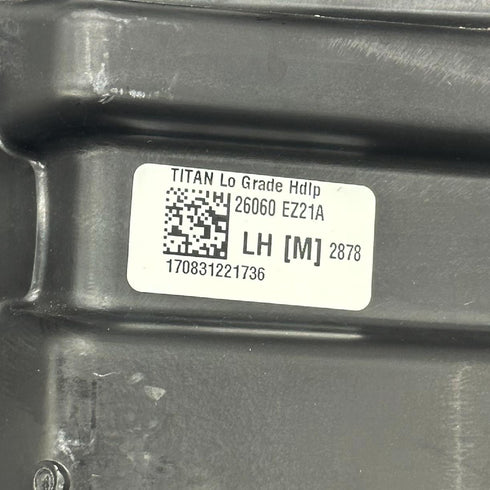 TITAN Lo Grade Hdlp
26060 EZ21A
LH [M] 2878
170831221736